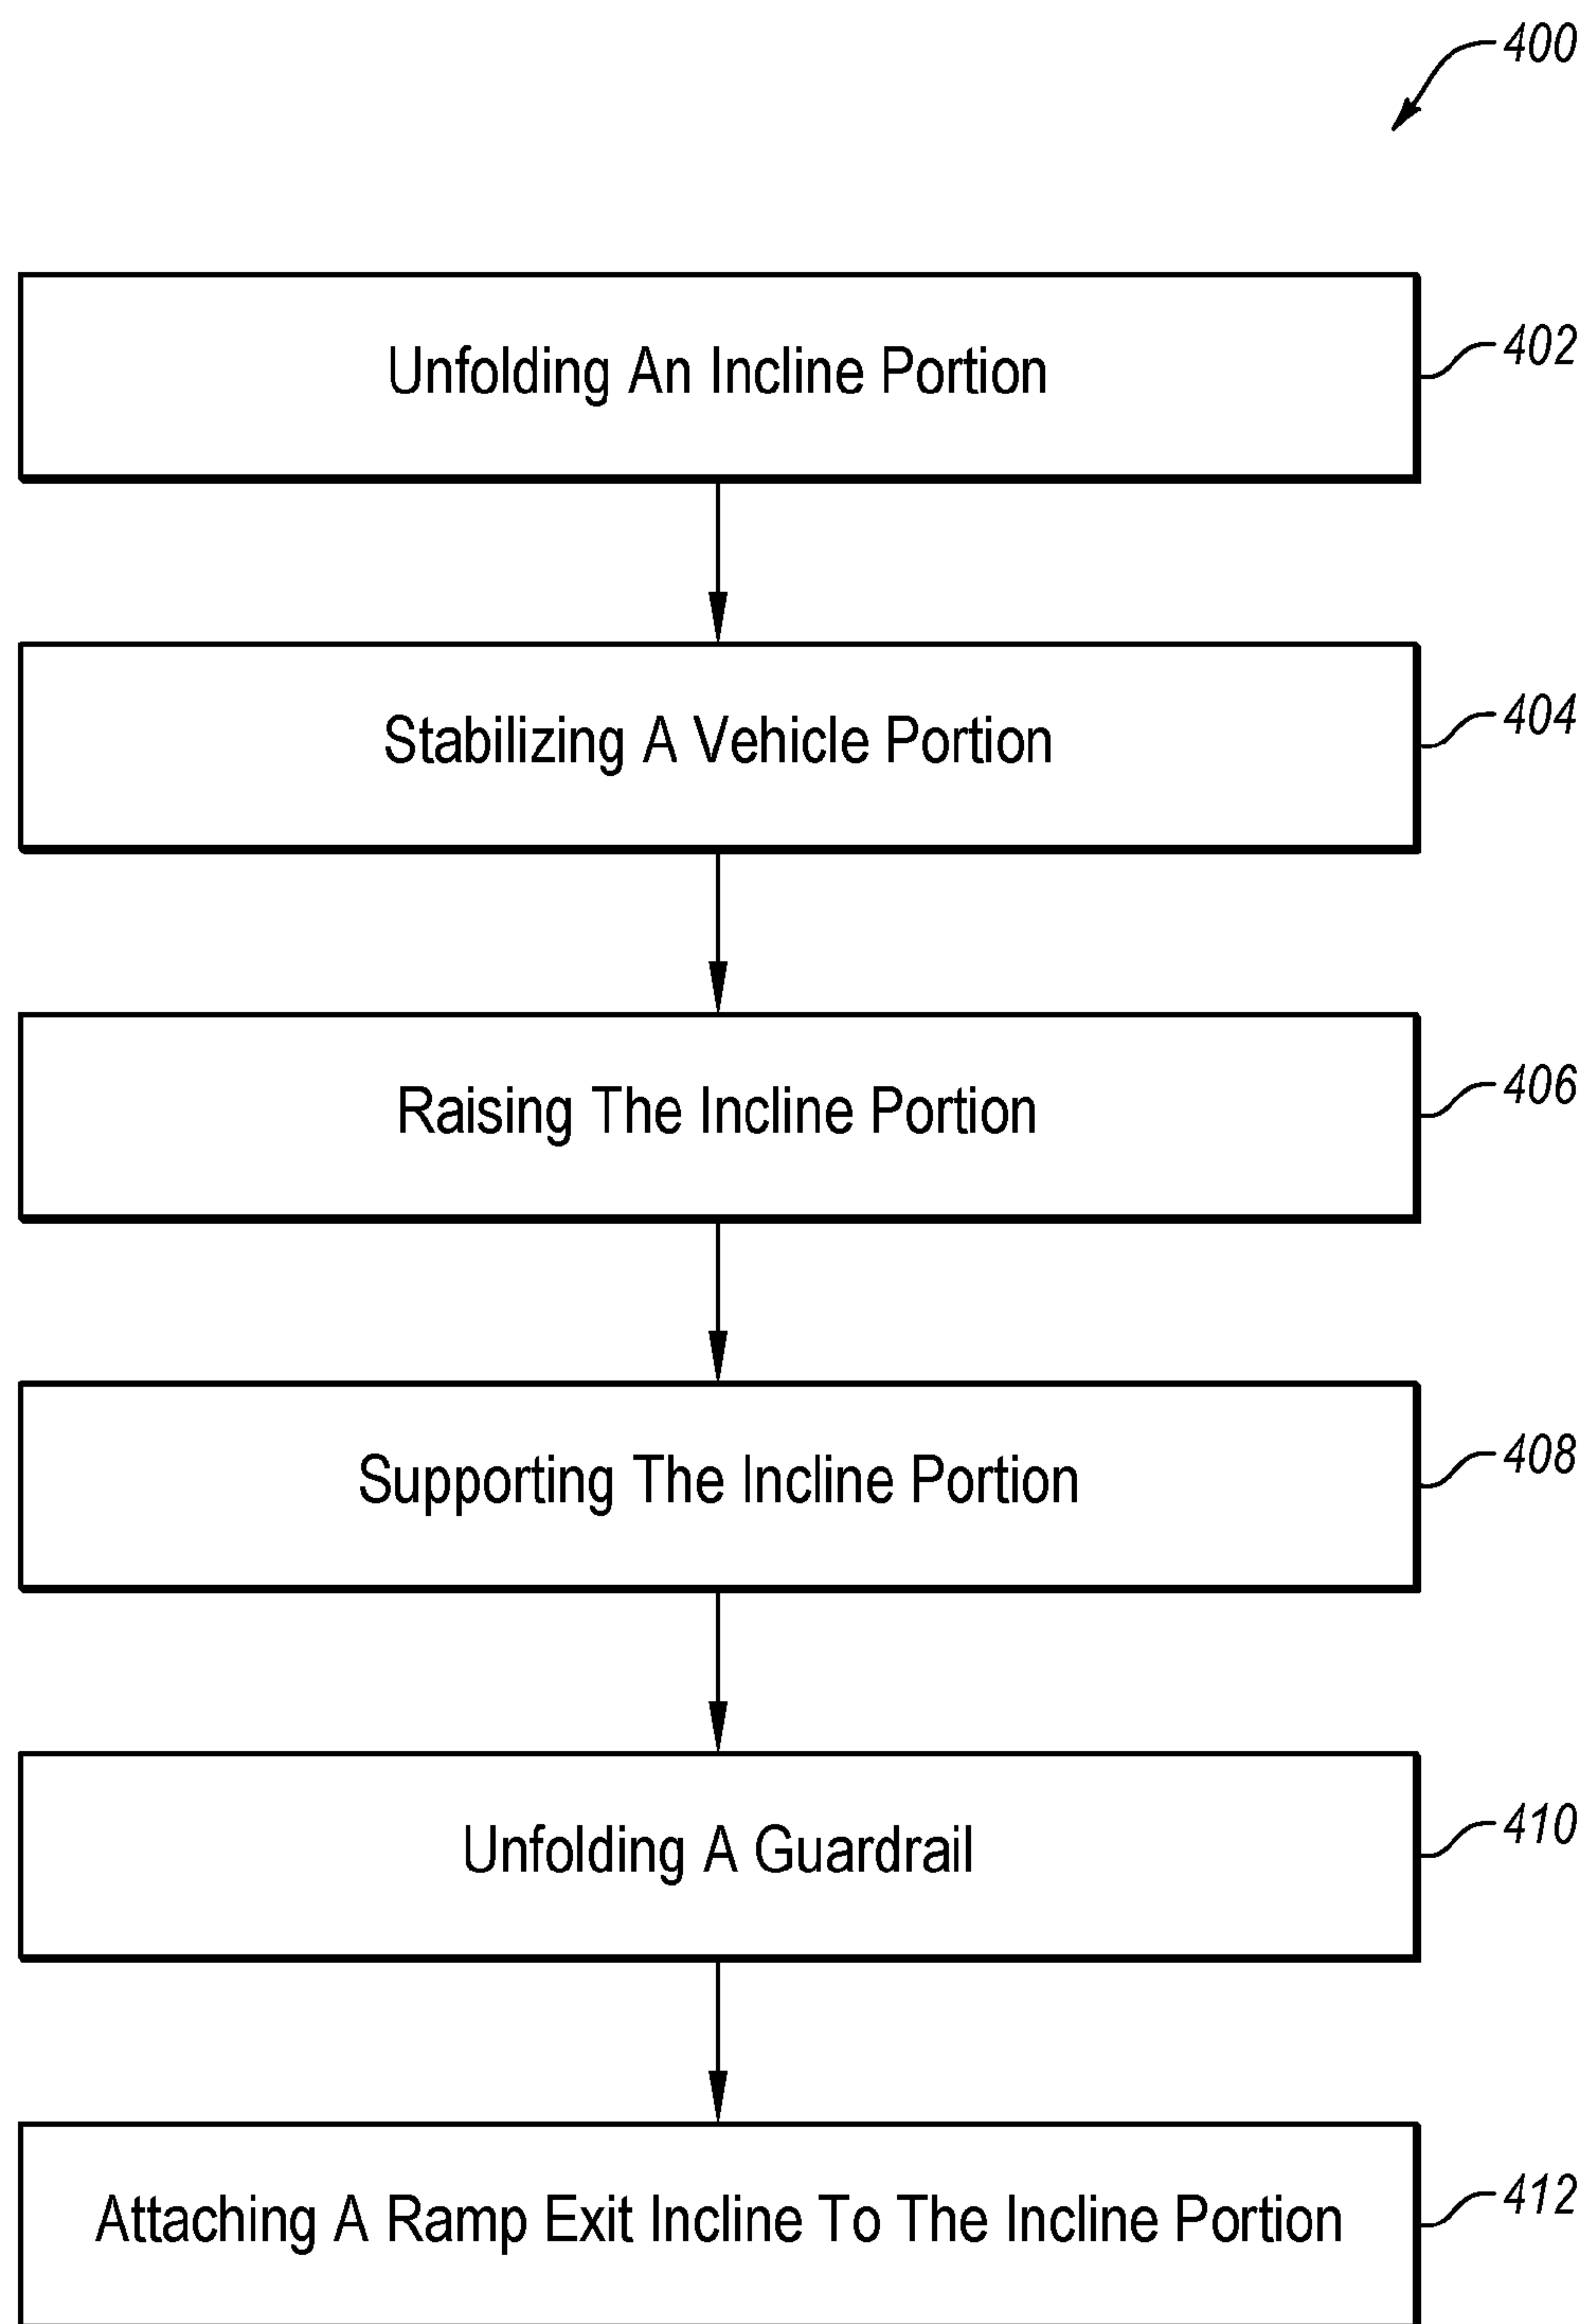 400
Unfolding An Incline Portion
402
Stabilizing A Vehicle Portion
404
Raising The Incline Portion
406
Supporting The Incline Portion
408
Unfolding A Guardrail
410
Attaching A Ramp Exit Incline To The Incline Portion
412